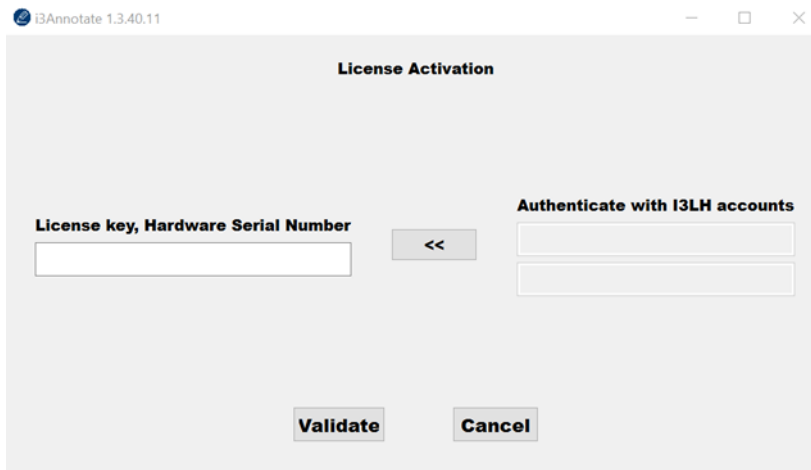 i3Annotate 1.3.40.11
License Activation
License key, Hardware Serial Number
<<
Authenticate with I3LH accounts
Validate
Cancel